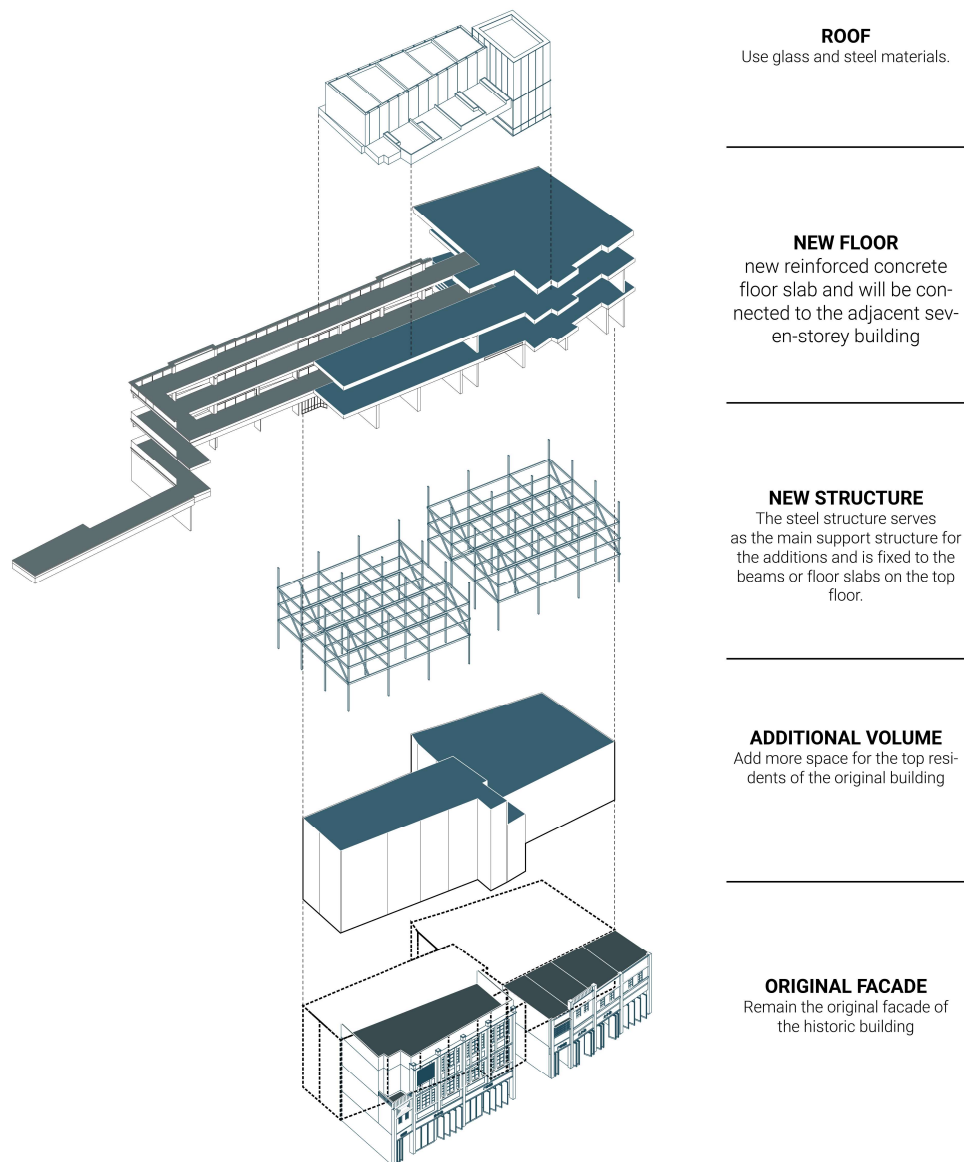 ROOF
Use glass and steel materials.
NEW FLOOR
new reinforced concrete
floor slab and will be con-
nected to the adjacent sev-
en-storey building
NEW STRUCTURE
The steel structure serves
as the main support structure for
the additions and is fixed to the
beams or floor slabs on the top
floor.
ADDITIONAL VOLUME
Add more space for the top resi-
dents of the original building
ORIGINAL FACADE
Remain the original facade of
the historic building